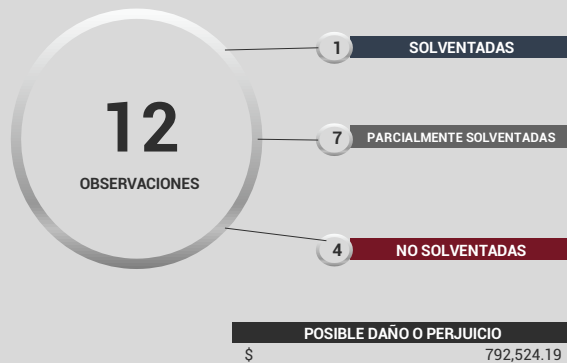 12
OBSERVACIONES
1 SOLVENTADAS
7 PARCIALMENTE SOLVENTADAS
4 NO SOLVENTADAS
POSIBLE DAÑO O PERJUICIO
$ 792,524.19